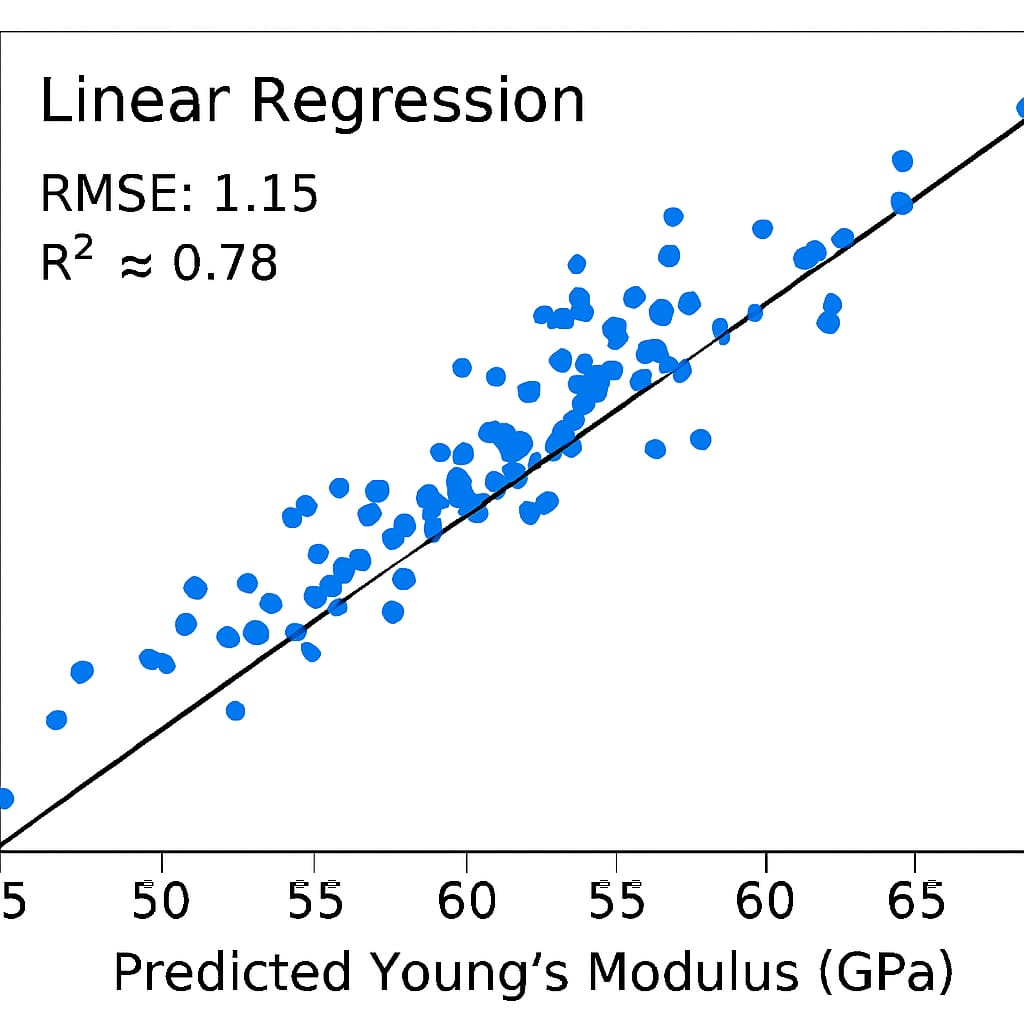 Linear Regression
RMSE: 1.15
R² ≈ 0.78
5 50 55 60 55 60 65
Predicted Young‘s Modulus (GPa)